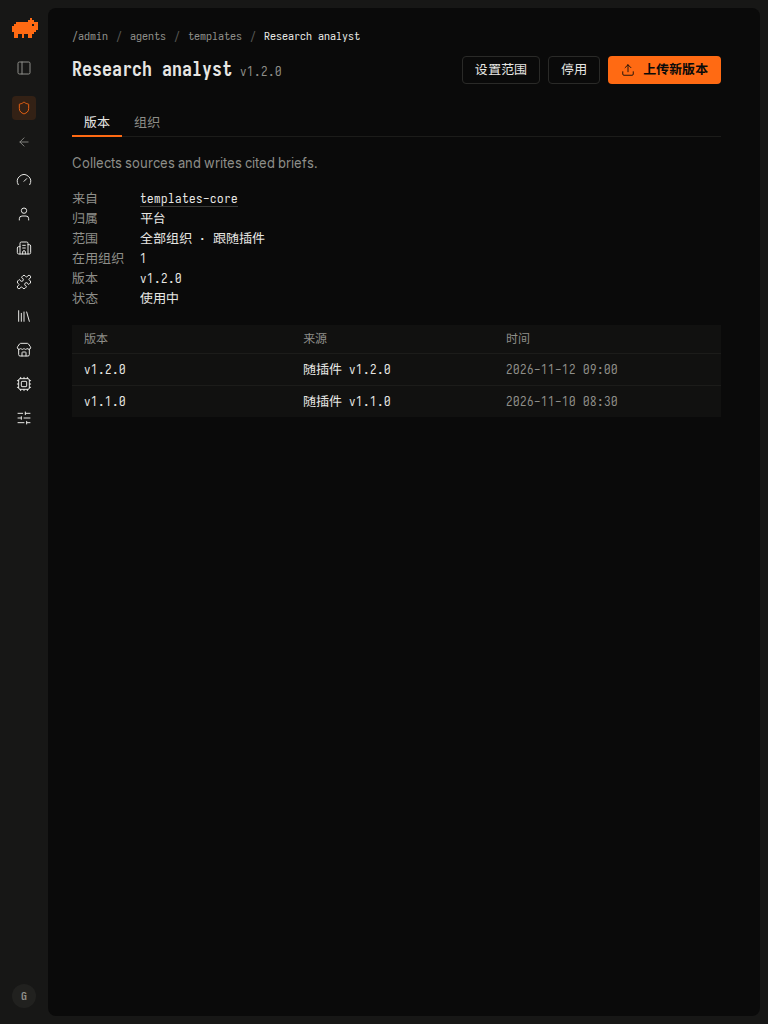 /admin / agents / templates / Research analyst
Research analyst v1.2.0
设置范围
停用
上传新版本
版本 组织
Collects sources and writes cited briefs.
来自 templates-core
归属 平台
范围 全部组织 · 跟随插件
在用组织 1
版本 v1.2.0
状态 使用中
版本 来源 时间
v1.2.0 随插件 v1.2.0 2026-11-12 09:00
v1.1.0 随插件 v1.1.0 2026-11-10 08:30
G